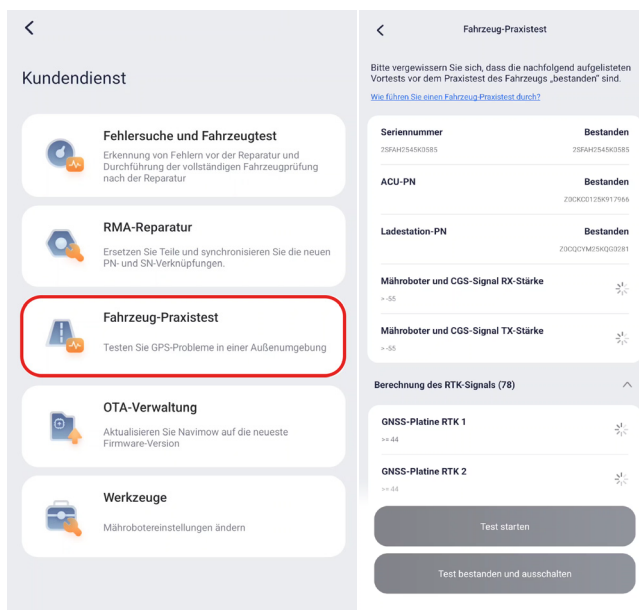 Kundendienst
Fehlersuche und Fahrzeugtest
Erkennung von Fehlern vor der Reparatur und
Durchführung der vollständigen Fahrzeugprüfung
nach der Reparatur
RMA-Reparatur
Ersetzen Sie Teile und synchronisieren Sie die neuen
PN- und SN-Verknüpfungen.
Fahrzeug-Praxistest
Testen Sie GPS-Probleme in einer Außenumgebung
OTA-Verwaltung
Aktualisieren Sie Navimow auf die neueste
Firmware-Version
Werkzeuge
Mährobotereinstellungen ändern
Fahrzeug-Praxistest
Bitte vergewissern Sie sich, dass die nachfolgend aufgelisteten
Vortests vor dem Praxistest des Fahrzeugs „bestanden“ sind.
Wie führen Sie einen Fahrzeug-Praxistest durch?
Seriennummer Bestanden
2SFAH2545K0585 2SFAH2545K0585
ACU-PN Bestanden
Z0CKC0125K917966
Ladestation-PN Bestanden
Z0CQCYM25KQG0281
Mähroboter und CGS-Signal RX-Stärke
> -55
Mähroboter und CGS-Signal TX-Stärke
> -55
Berechnung des RTK-Signals (78)
GNSS-Platine RTK 1
>= 44
GNSS-Platine RTK 2
>= 44
Test starten
Test bestanden und ausschalten